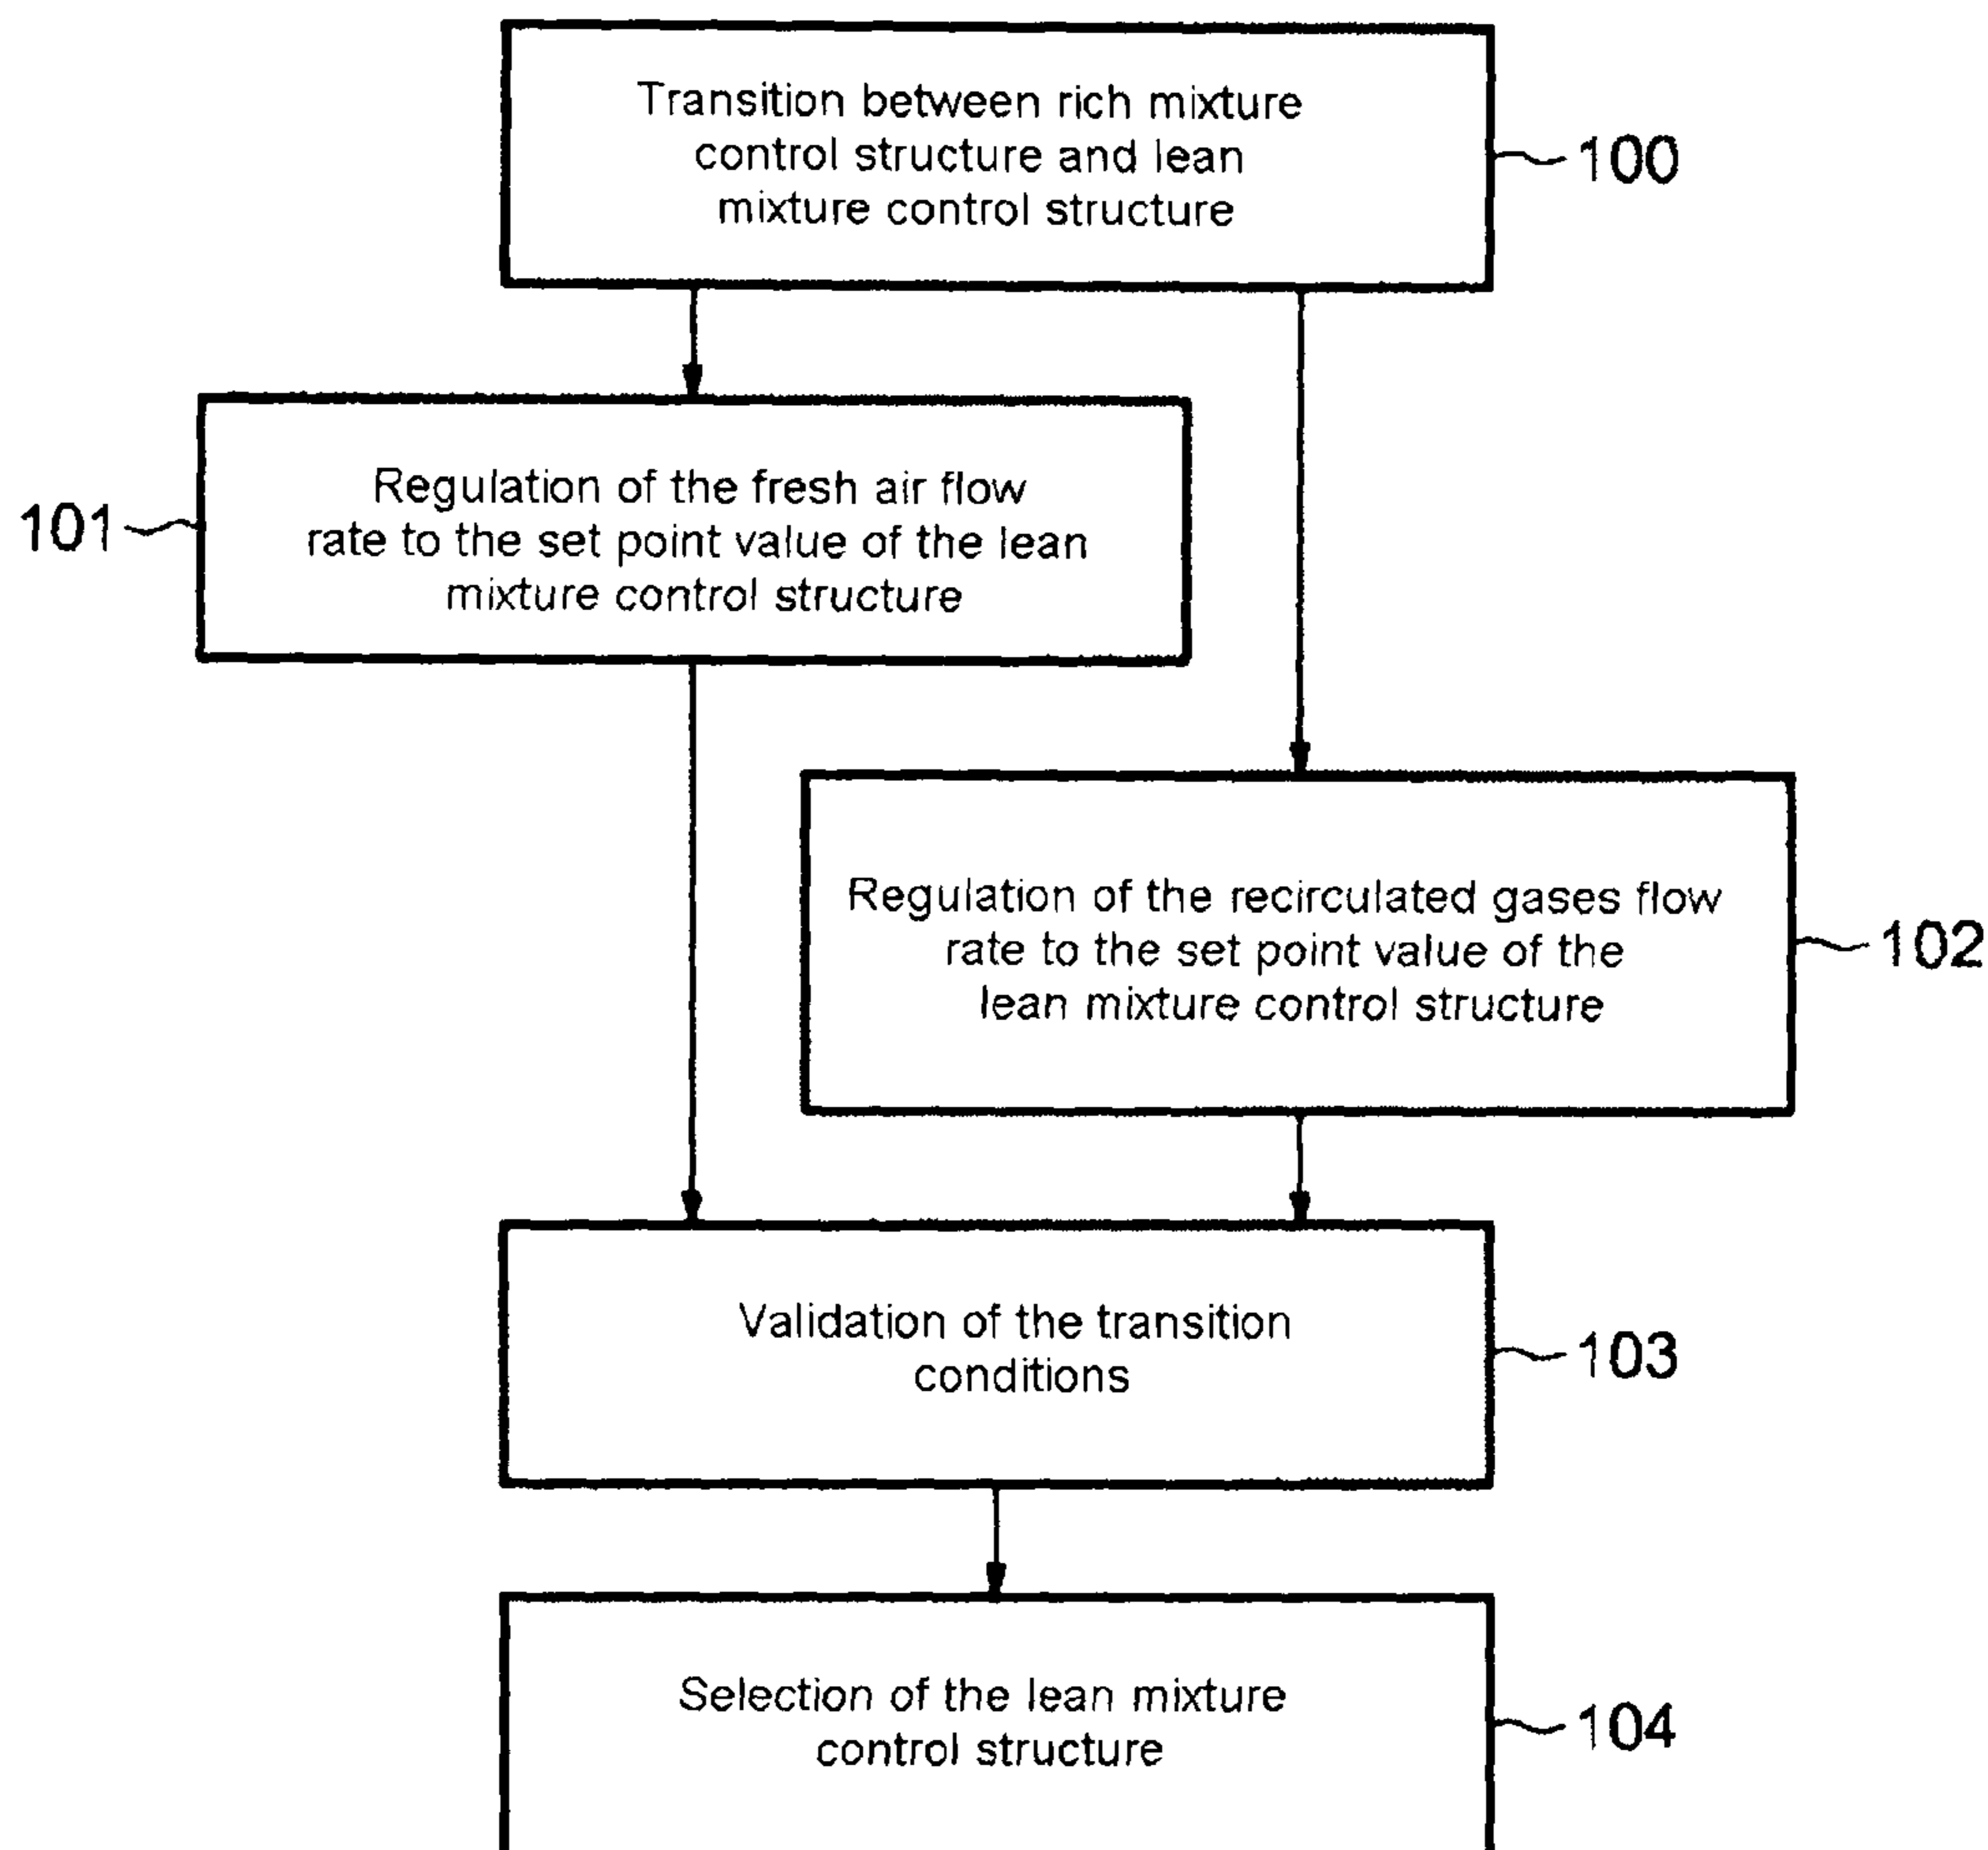 Transition between rich mixture
control structure and lean
mixture control structure
100
Regulation of the fresh air flow
rate to the set point value of the lean
mixture control structure
101
Regulation of the recirculated gases flow
rate to the set point value of the
lean mixture control structure
102
Validation of the transition
conditions
103
Selection of the lean mixture
control structure
104